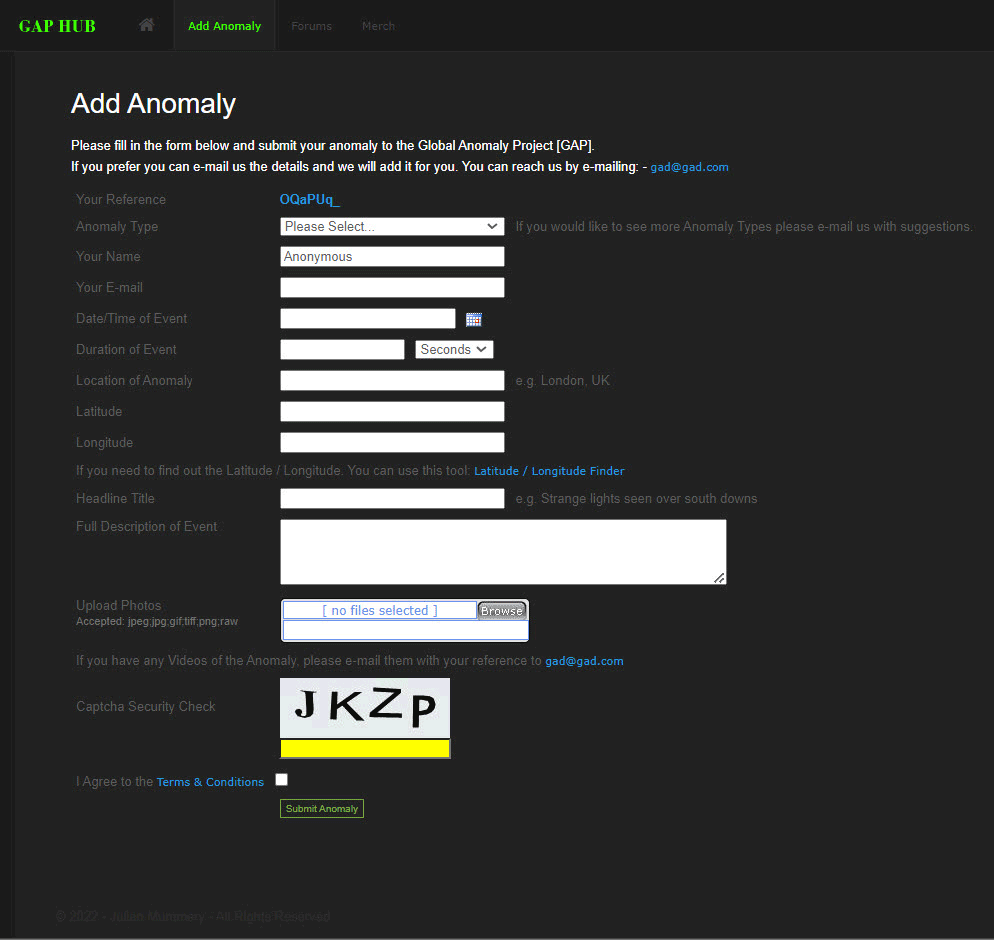 GAP HUB Add Anomaly Forums Merch
Add Anomaly
Please fill in the form below and submit your anomaly to the Global Anomaly Project [GAP].
If you prefer you can e-mail us the details and we will add it for you. You can reach us by e-mailing: - gad@gad.com
Your Reference OQaPUq_
Anomaly Type Please Select... If you would like to see more Anomaly Types please e-mail us with suggestions.
Your Name Anonymous
Your E-mail
Date/Time of Event
Duration of Event Seconds
Location of Anomaly e.g. London, UK
Latitude
Longitude
If you need to find out the Latitude / Longitude. You can use this tool: Latitude / Longitude Finder
Headline Title e.g. Strange lights seen over south downs
Full Description of Event
Upload Photos [ no files selected ] Browse
Accepted: jpeg;jpg;gif;tiff;png;raw
If you have any Videos of the Anomaly, please e-mail them with your reference to gad@gad.com
Captcha Security Check JKZP
I Agree to the Terms & Conditions
Submit Anomaly
© 2022 - Julian Mummery - All Rights Reserved